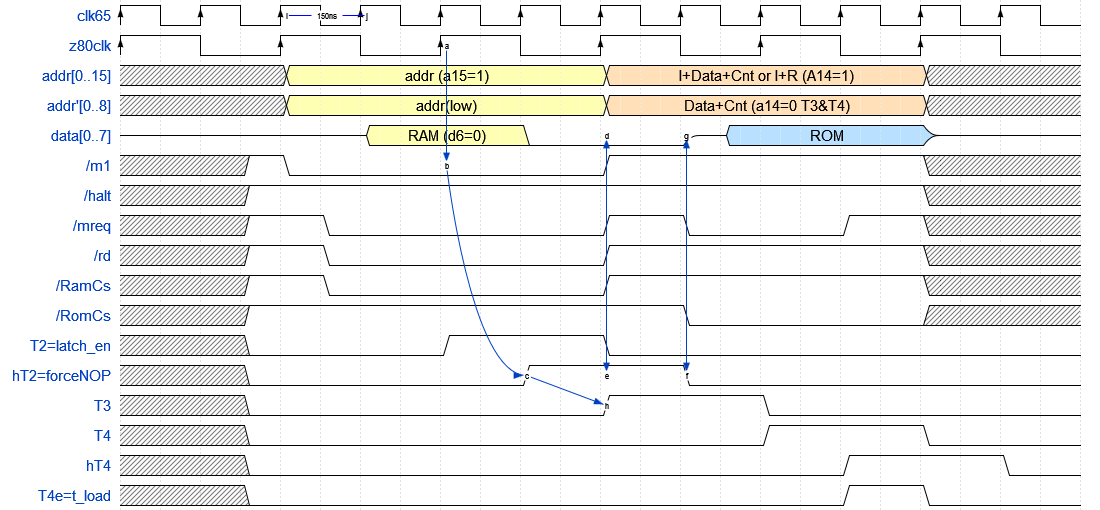 clk65 i 150ns j
z80clk a
addr[0..15] addr (a15=1) I+Data+Cnt or I+R (A14=1)
addr'[0..8] addr(low) Data+Cnt (a14=0 T3&T4)
data[0..7] RAM (d6=0) d g ROM
/m1 b
/halt
/mreq
/rd
/RamCs
/RomCs
T2=latch_en
hT2=forceNOP c e f
T3 h
T4
hT4
T4e=t_load